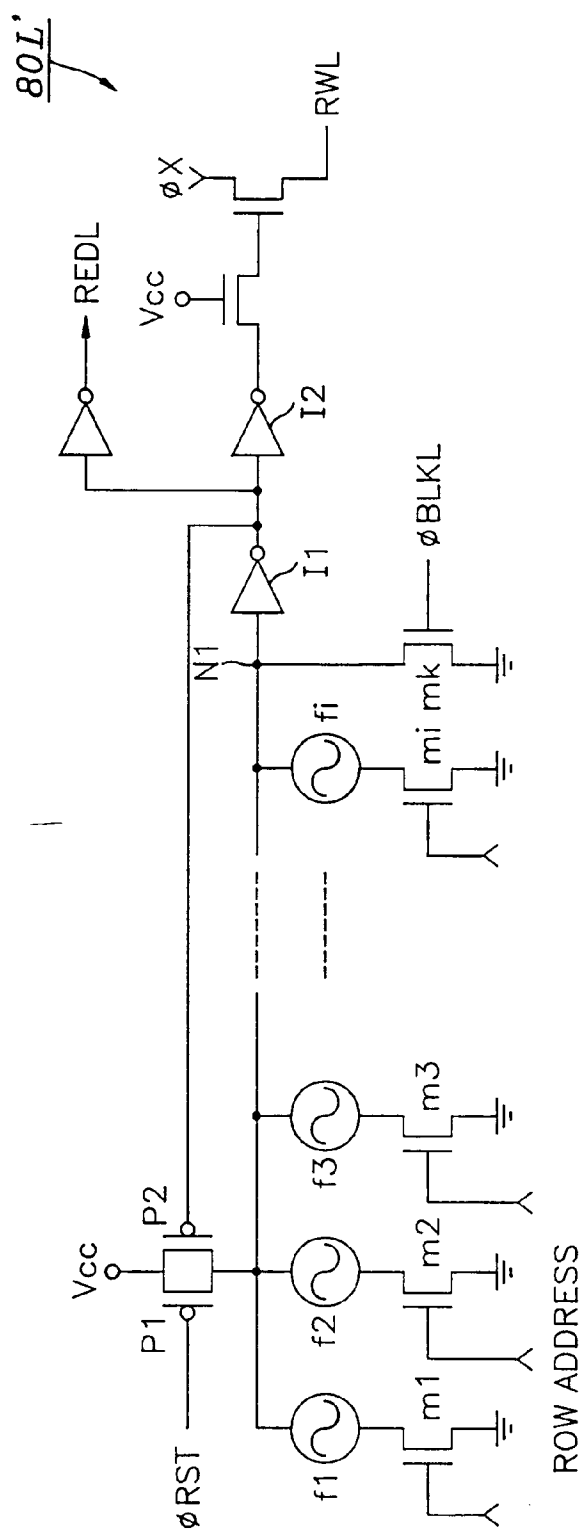 80L'
REDL
Vcc
øX
RWL
I2
I1
N1
øBLKL
Vcc
P1
P2
øRST
f1
f2
f3
fi
m1
m2
m3
mi
mk
ROW ADDRESS